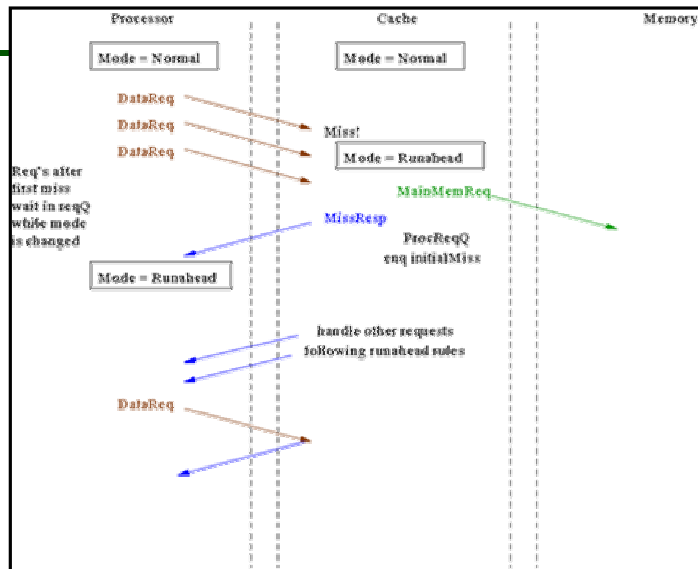 Processor Cache Memory
Mode = Normal Mode = Normal
DataReq
DataReq
Miss!
DataReq
Mode = Runahead
Req's after
first miss
wait in reqQ
while mode
is changed
MainMemReq
MissResp
ProcReqQ
enq initialMiss
Mode = Runahead
handle other requests
following runahead rules
DataReq